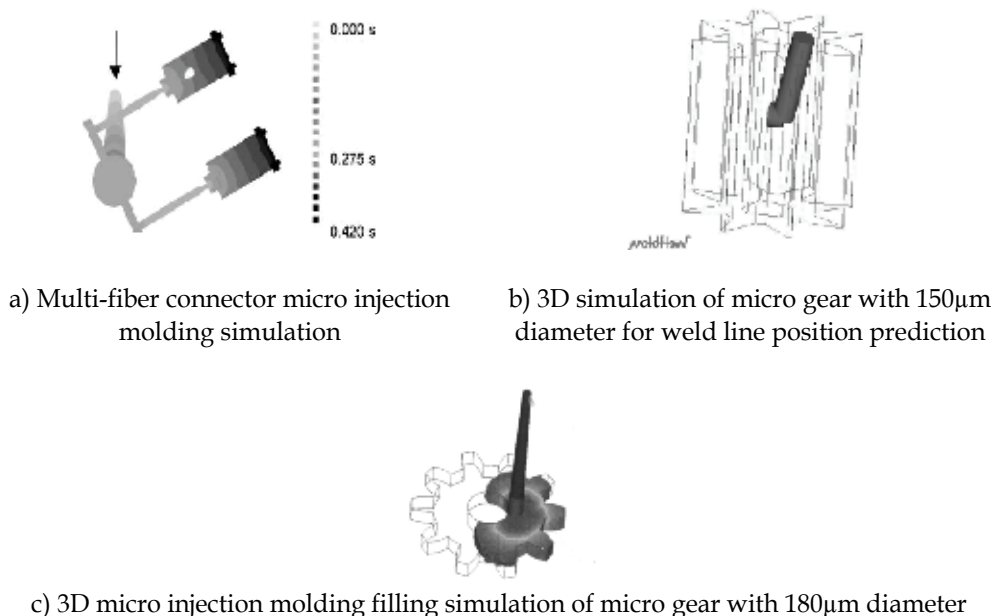 0.000 s
0.275 s
0.420 s
moldflow
a) Multi-fiber connector micro injection
molding simulation
b) 3D simulation of micro gear with 150µm
diameter for weld line position prediction
c) 3D micro injection molding filling simulation of micro gear with 180µm diameter